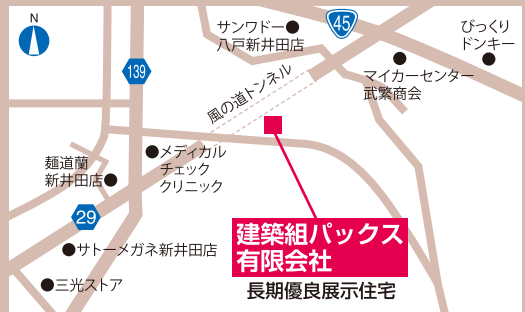 N
サンワドー
八戸新井田店
45
びっくり
ドンキー
139
風の道トンネル
マイカーセンター
武繁商会
麺道蘭
新井田店
メディカル
チェック
クリニック
29
建築組パックス
有限会社
サトーメガネ新井田店
三光ストア
長期優良展示住宅